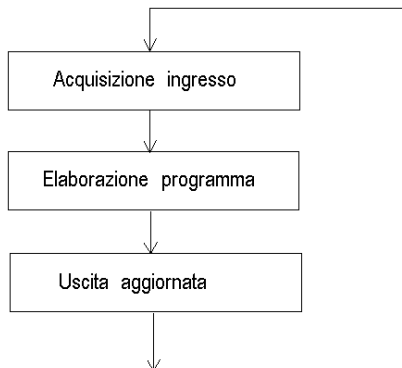 Acquisizione ingresso
Elaborazione programma
Uscita aggiornata